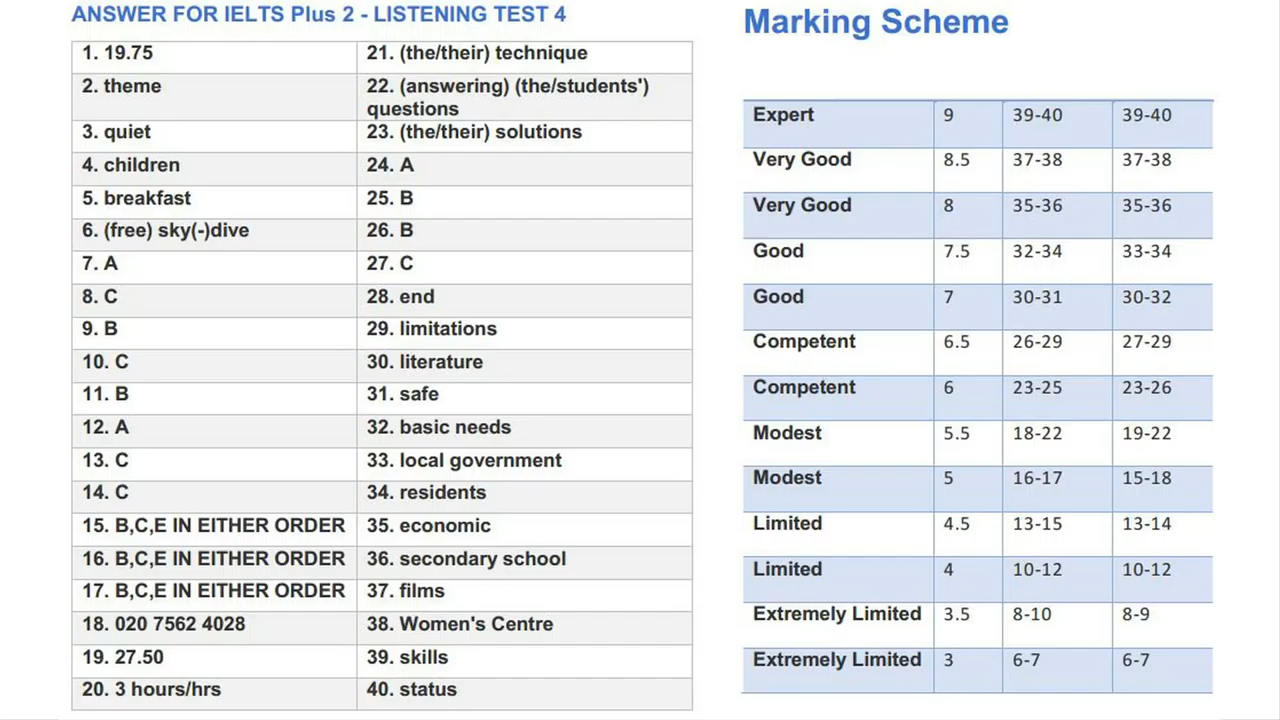 ANSWER FOR IELTS Plus 2 - LISTENING TEST 4
1. 19.75
21. (the/their) technique
2. theme
22. (answering) (the/students')
questions
3. quiet
23. (the/their) solutions
4. children
24. A
5. breakfast
25. B
6. (free) sky(-)dive
26. B
7. A
27. C
8. C
28. end
9. B
29. limitations
10. C
30. literature
11. B
31. safe
12. A
32. basic needs
13. C
33. local government
14. C
34. residents
15. B,C,E IN EITHER ORDER
35. economic
16. B,C,E IN EITHER ORDER
36. secondary school
17. B,C,E IN EITHER ORDER
37. films
18. 020 7562 4028
38. Women's Centre
19. 27.50
39. skills
20. 3 hours/hrs
40. status
Marking Scheme
Expert 9 39-40 39-40
Very Good 8.5 37-38 37-38
Very Good 8 35-36 35-36
Good 7.5 32-34 33-34
Good 7 30-31 30-32
Competent 6.5 26-29 27-29
Competent 6 23-25 23-26
Modest 5.5 18-22 19-22
Modest 5 16-17 15-18
Limited 4.5 13-15 13-14
Limited 4 10-12 10-12
Extremely Limited 3.5 8-10 8-9
Extremely Limited 3 6-7 6-7